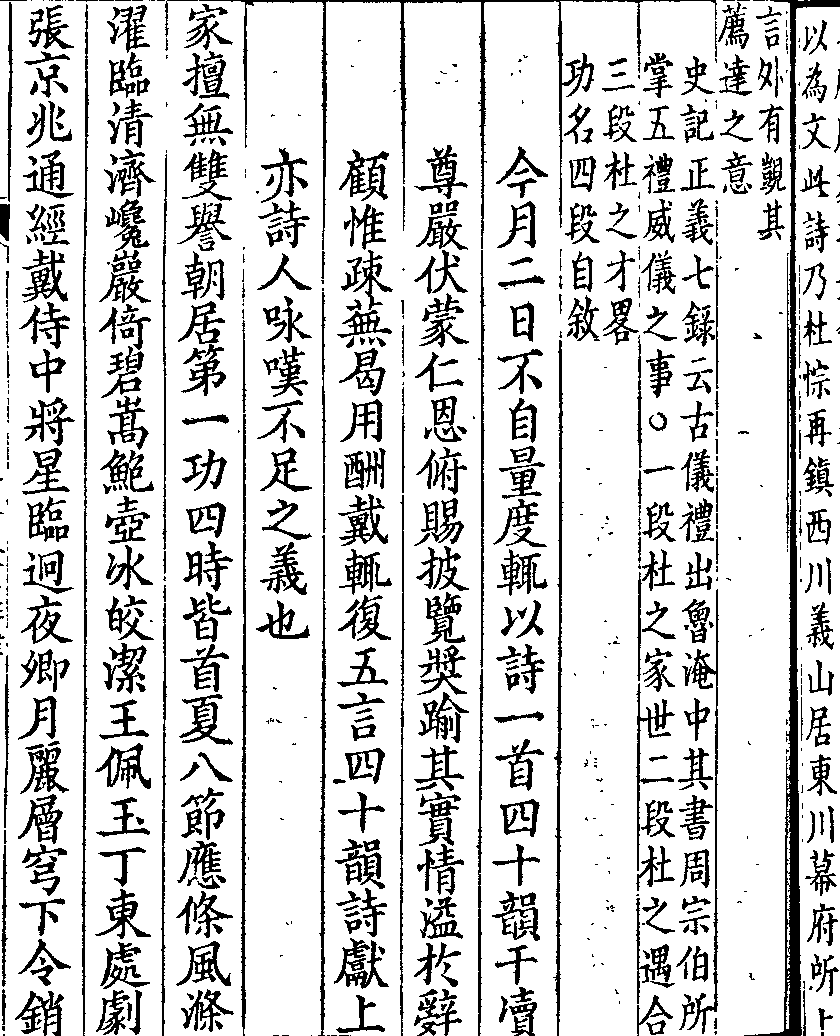 以為文此詩乃杜悰再鎮西川義山居東川幕府所上
言外有覬其
薦達之意
史記正義七錄云古儀禮出魯淹中其書周宗伯所
掌五禮威儀之事○一段杜之家世二段杜之遇合
三段杜之才畧
功名四段自敘
今月二日不自量度輒以詩一首四十韻干凟
尊嚴伏蒙仁恩俯賜披覽獎踰其實情溢於辭
顧惟疎蕪曷用酬戴輒復五言四十韻詩獻上
亦詩人咏嘆不足之義也
家擅無雙譽朝居第一功四時皆首夏八節應條風滌
濯臨清濟巉巖倚碧嵩鮑壺冰皎潔王佩玉丁東處劇
張京兆通經戴侍中將星臨迥夜卿月麗層穹下令銷